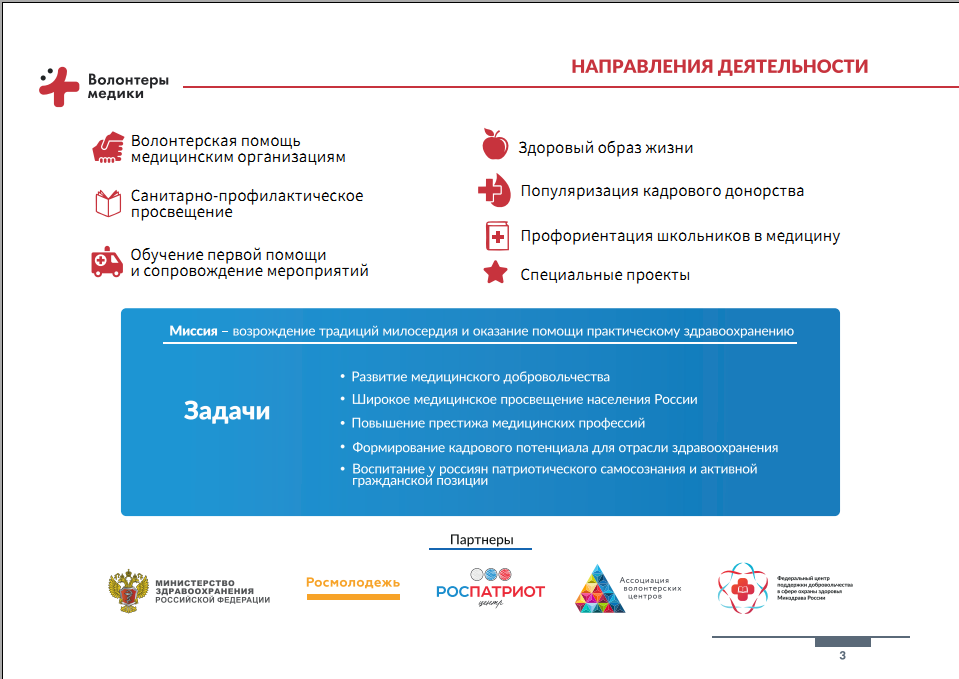 Волонтеры
медики
НАПРАВЛЕНИЯ ДЕЯТЕЛЬНОСТИ
Волонтерская помощь
медицинским организациям
Санитарно-профилактическое
просвещение
Обучение первой помощи
и сопровождение мероприятий
Здоровый образ жизни
Популяризация кадрового донорства
Профориентация школьников в медицину
Специальные проекты
Миссия – возрождение традиций милосердия и оказание помощи практическому здравоохранению
Задачи
• Развитие медицинского добровольчества
• Широкое медицинское просвещение населения России
• Повышение престижа медицинских профессий
• Формирование кадрового потенциала для отрасли здравоохранения
• Воспитание у россиян патриотического самосознания и активной
гражданской позиции
Партнеры
МИНИСТЕРСТВО
ЗДРАВООХРАНЕНИЯ
РОССИЙСКОЙ ФЕДЕРАЦИИ
Росмолодежь
РОСПАТРИОТ
центр
Ассоциация
волонтерских
центров
Федеральный центр
поддержки добровольчества
в сфере охраны здоровья
Минздрава России
3